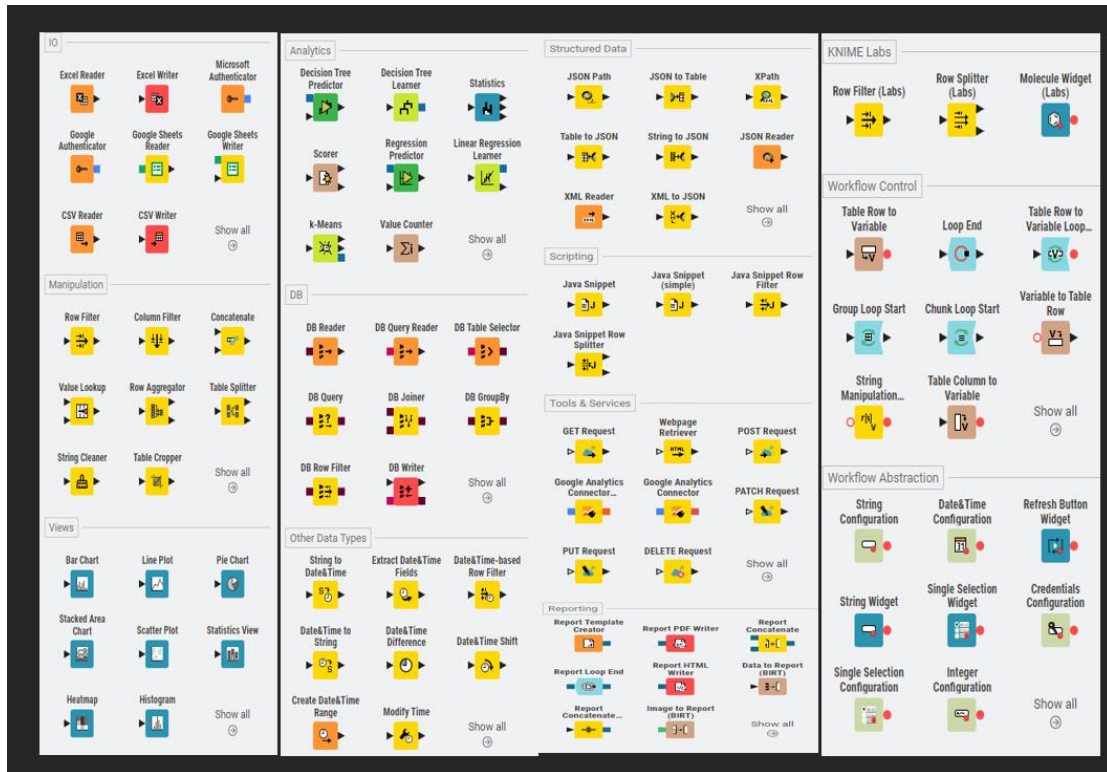 IO
Excel Reader
Excel Writer
Microsoft
Authenticator
Google
Authenticator
Google Sheets
Reader
Google Sheets
Writer
CSV Reader
CSV Writer
Show all
Manipulation
Row Filter
Column Filter
Concatenate
Value Lookup
Row Aggregator
Table Splitter
String Cleaner
Table Cropper
Show all
Views
Bar Chart
Line Plot
Pie Chart
Stacked Area
Chart
Scatter Plot
Statistics View
Heatmap
Histogram
Show all
Analytics
Decision Tree
Predictor
Decision Tree
Learner
Statistics
Scorer
Regression
Predictor
Linear Regression
Learner
k-Means
Value Counter
Show all
DB
DB Reader
DB Query Reader
DB Table Selector
DB Query
DB Joiner
DB GroupBy
DB Row Filter
DB Writer
Show all
Other Data Types
String to
Date&Time
Extract Date&Time
Fields
Date&Time-based
Row Filter
Date&Time to
String
Date&Time
Difference
Date&Time Shift
Create Date&Time
Range
Modify Time
Show all
Structured Data
JSON Path
JSON to Table
XPath
Table to JSON
String to JSON
JSON Reader
XML Reader
XML to JSON
Show all
Scripting
Java Snippet
Java Snippet
(simple)
Java Snippet Row
Filter
Java Snippet Row
Splitter
Tools & Services
GET Request
Webpage
Retriever
POST Request
Google Analytics
Connector...
Google Analytics
Connector
PATCH Request
PUT Request
DELETE Request
Show all
Reporting
Report Template
Creator
Report PDF Writer
Report
Concatenate
Report Loop End
Report HTML
Writer
Data to Report
(BIRT)
Report
Concatenate...
Image to Report
(BIRT)
Show all
KNIME Labs
Row Filter (Labs)
Row Splitter
(Labs)
Molecule Widget
(Labs)
Workflow Control
Table Row to
Variable
Loop End
Table Row to
Variable Loop...
Group Loop Start
Chunk Loop Start
Variable to Table
Row
String
Manipulation...
Table Column to
Variable
Show all
Workflow Abstraction
String
Configuration
Date&Time
Configuration
Refresh Button
Widget
String Widget
Single Selection
Widget
Credentials
Configuration
Single Selection
Configuration
Integer
Configuration
Show all